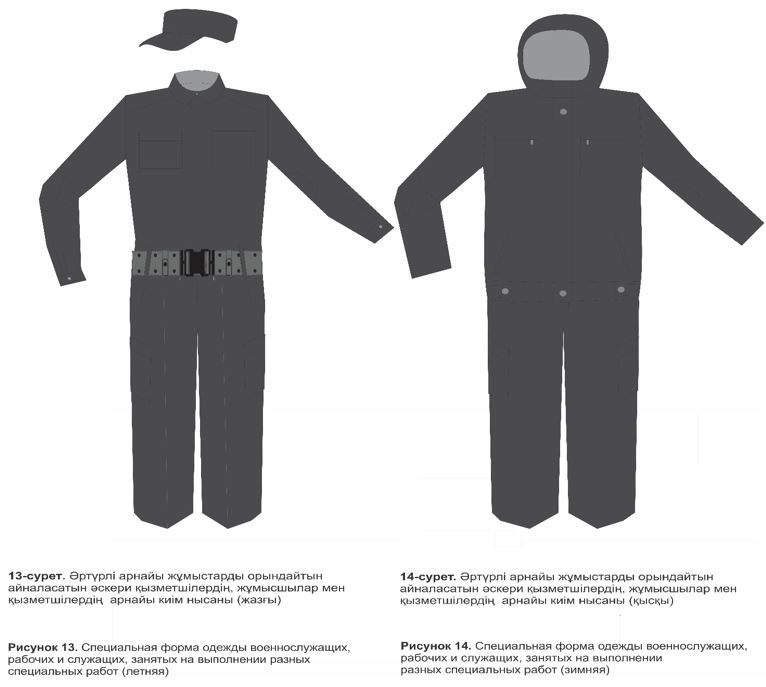 13-сурет. Әртүрлі арнайы жұмыстарды орындайтын
айналасатын әскери қызметшілердің, жұмысшылар мен
қызметшілердің арнайы киім нысаны (жазғы)
Рисунок 13. Специальная форма одежды военнослужащих,
рабочих и служащих, занятых на выполнении разных
специальных работ (летняя)
14-сурет. Әртүрлі арнайы жұмыстарды орындайтын
айналасатын әскери қызметшілердің, жұмысшылар мен
қызметшілердің арнайы киім нысаны (қысқы)
Рисунок 14. Специальная форма одежды военнослужащих,
рабочих и служащих, занятых на выполнении
разных специальных работ (зимняя)